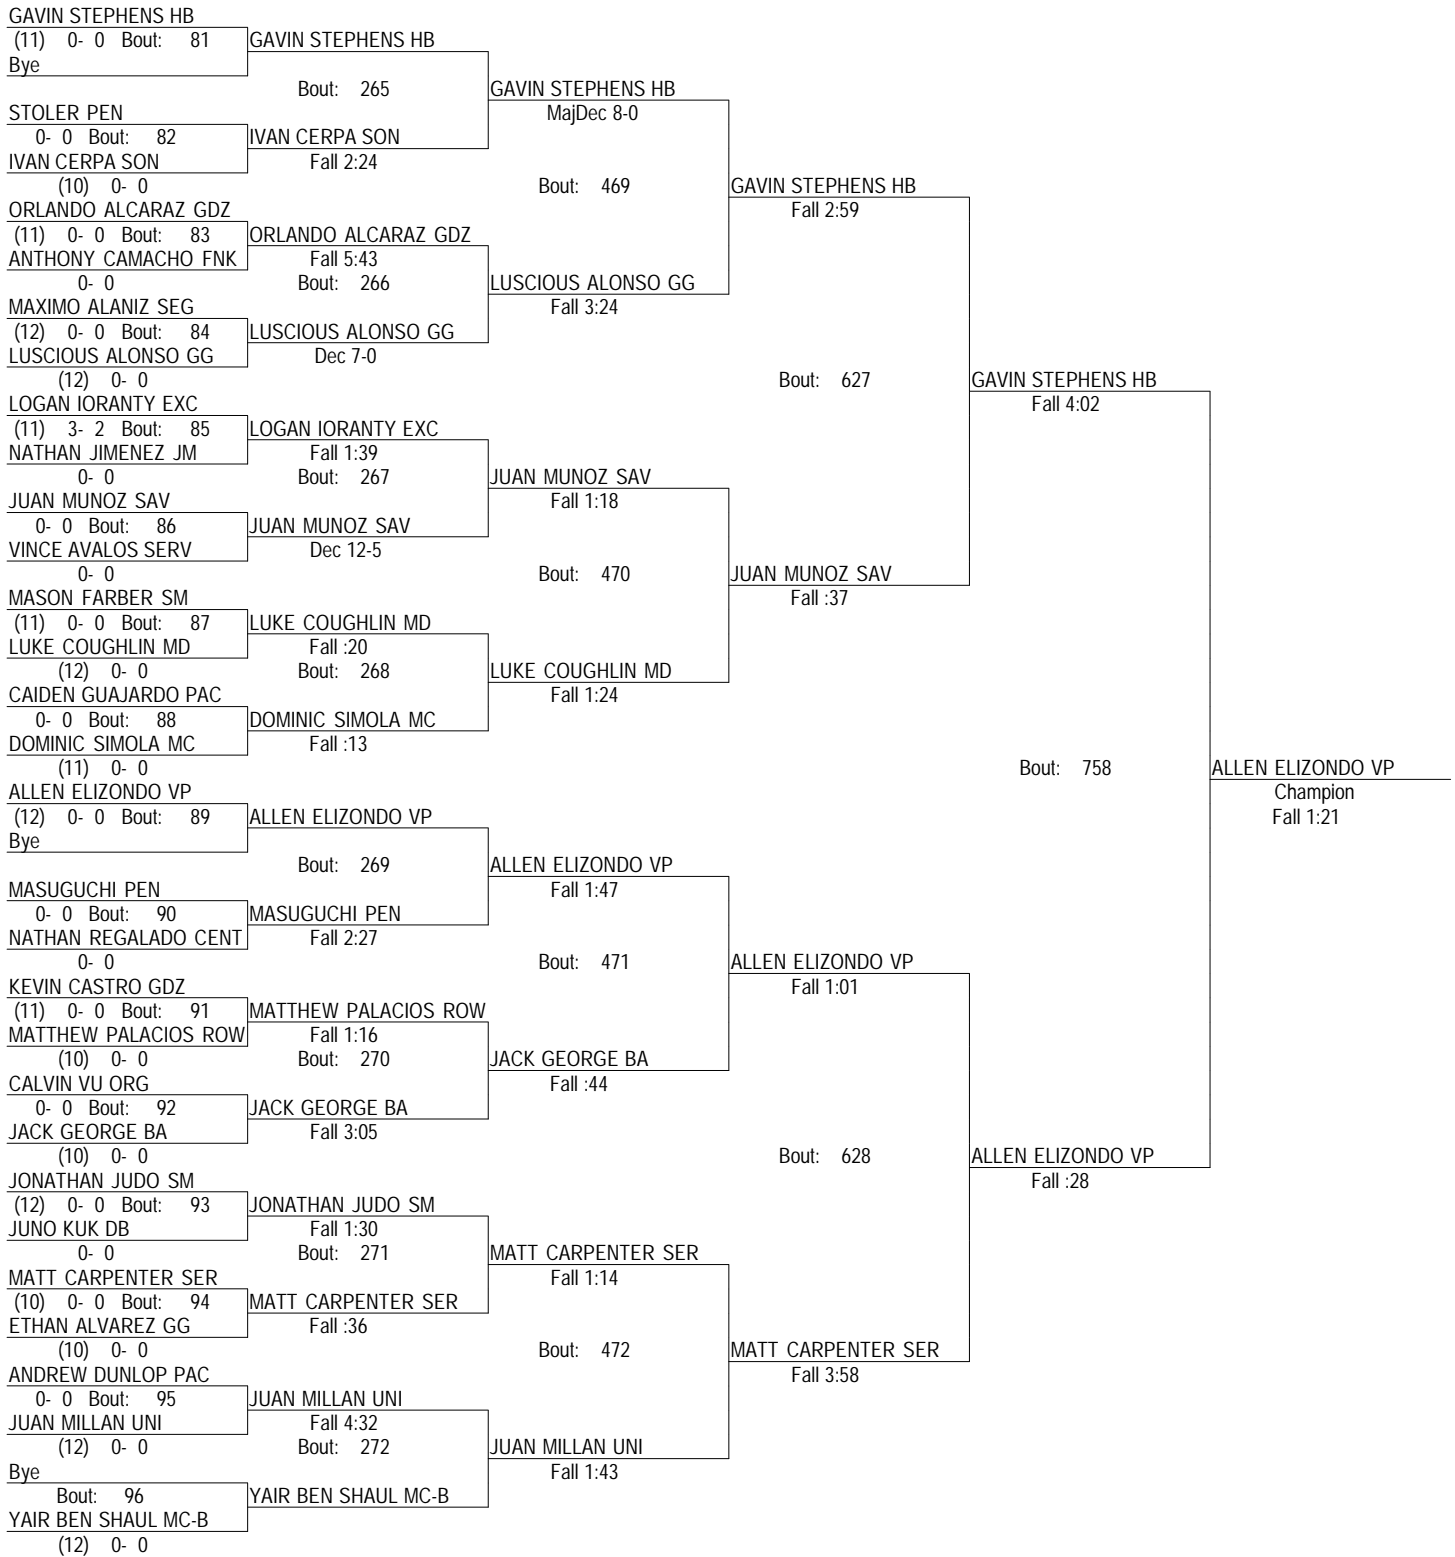 GAVIN STEPHENS HB
(11) 0- 0 Bout: 81 GAVIN STEPHENS HB
Bye
Bout: 265 GAVIN STEPHENS HB
STOLER PEN MajDec 8-0
0- 0 Bout: 82 IVAN CERPA SON
IVAN CERPA SON Fall 2:24
(10) 0- 0 Bout: 469 GAVIN STEPHENS HB
ORLANDO ALCARAZ GDZ Fall 2:59
(11) 0- 0 Bout: 83 ORLANDO ALCARAZ GDZ
ANTHONY CAMACHO FNK Fall 5:43
0- 0 Bout: 266 LUSCIOUS ALONSO GG
MAXIMO ALANIZ SEG Fall 3:24
(12) 0- 0 Bout: 84 LUSCIOUS ALONSO GG
LUSCIOUS ALONSO GG Dec 7-0
(12) 0- 0 Bout: 627 GAVIN STEPHENS HB
LOGAN IORANTY EXC Fall 4:02
(11) 3- 2 Bout: 85 LOGAN IORANTY EXC
NATHAN JIMENEZ JM Fall 1:39
0- 0 Bout: 267 JUAN MUNOZ SAV
JUAN MUNOZ SAV Fall 1:18
0- 0 Bout: 86 JUAN MUNOZ SAV
VINCE AVALOS SERV Dec 12-5
0- 0 Bout: 470 JUAN MUNOZ SAV
MASON FARBER SM Fall :37
(11) 0- 0 Bout: 87 LUKE COUGHLIN MD
LUKE COUGHLIN MD Fall :20
(12) 0- 0 Bout: 268 LUKE COUGHLIN MD
CAIDEN GUAJARDO PAC Fall 1:24
0- 0 Bout: 88 DOMINIC SIMOLA MC
DOMINIC SIMOLA MC Fall :13
(11) 0- 0 Bout: 758 ALLEN ELIZONDO VP
ALLEN ELIZONDO VP Champion
(12) 0- 0 Bout: 89 ALLEN ELIZONDO VP Fall 1:21
Bye
Bout: 269 ALLEN ELIZONDO VP
MASUGUCHI PEN Fall 1:47
0- 0 Bout: 90 MASUGUCHI PEN
NATHAN REGALADO CENT Fall 2:27
0- 0 Bout: 471 ALLEN ELIZONDO VP
KEVIN CASTRO GDZ Fall 1:01
(11) 0- 0 Bout: 91 MATTHEW PALACIOS ROW
MATTHEW PALACIOS ROW Fall 1:16
(10) 0- 0 Bout: 270 JACK GEORGE BA
CALVIN VU ORG Fall :44
0- 0 Bout: 92 JACK GEORGE BA
JACK GEORGE BA Fall 3:05
(10) 0- 0 Bout: 628 ALLEN ELIZONDO VP
JONATHAN JUDO SM Fall :28
(12) 0- 0 Bout: 93 JONATHAN JUDO SM
JUNO KUK DB Fall 1:30
0- 0 Bout: 271 MATT CARPENTER SER
MATT CARPENTER SER Fall 1:14
(10) 0- 0 Bout: 94 MATT CARPENTER SER
ETHAN ALVAREZ GG Fall :36
(10) 0- 0 Bout: 472 MATT CARPENTER SER
ANDREW DUNLOP PAC Fall 3:58
0- 0 Bout: 95 JUAN MILLAN UNI
JUAN MILLAN UNI Fall 4:32
(12) 0- 0 Bout: 272 JUAN MILLAN UNI
Bye Fall 1:43
Bout: 96 YAIR BEN SHAUL MC-B
YAIR BEN SHAUL MC-B
(12) 0- 0